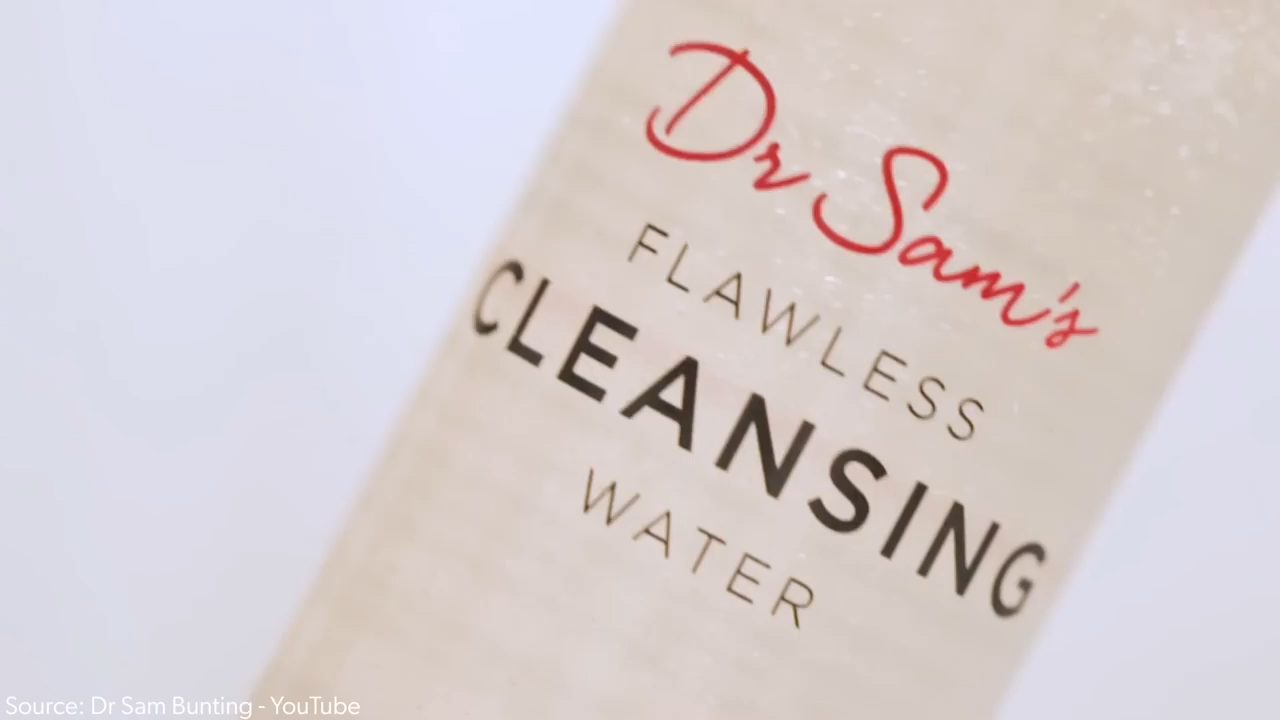 Dr Sam's
FLAWLESS
CLEANSING
WATER
Source: Dr Sam Bunting - YouTube